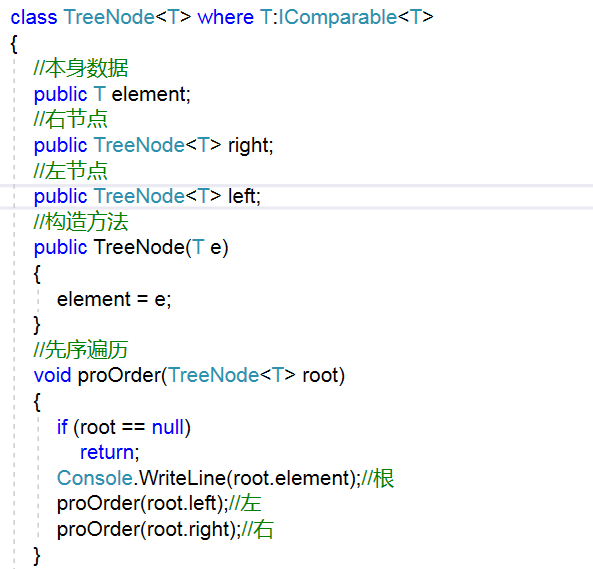 class TreeNode<T> where T:IComparable<T>
{
//本身数据
public T element;
//右节点
public TreeNode<T> right;
//左节点
public TreeNode<T> left;
//构造方法
public TreeNode(T e)
{
element = e;
}
//先序遍历
void proOrder(TreeNode<T> root)
{
if (root == null)
return;
Console.WriteLine(root.element);//根
proOrder(root.left);//左
proOrder(root.right);//右
}